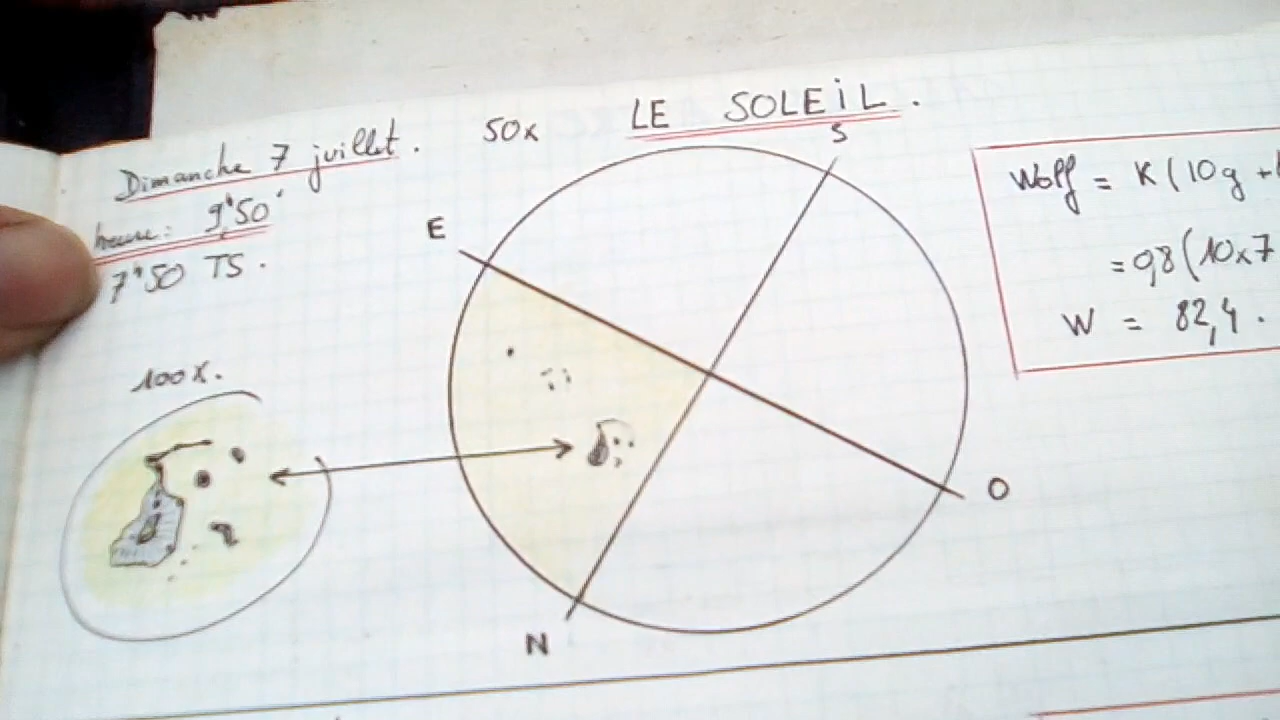 LE SOLEIL.
50x
Dimanche 7 juillet.
heure: 9h50'
7h50 TS.
100X.
S
E
O
N
Wolf = K(10g +
= 0,8(10x7
W = 82,4.